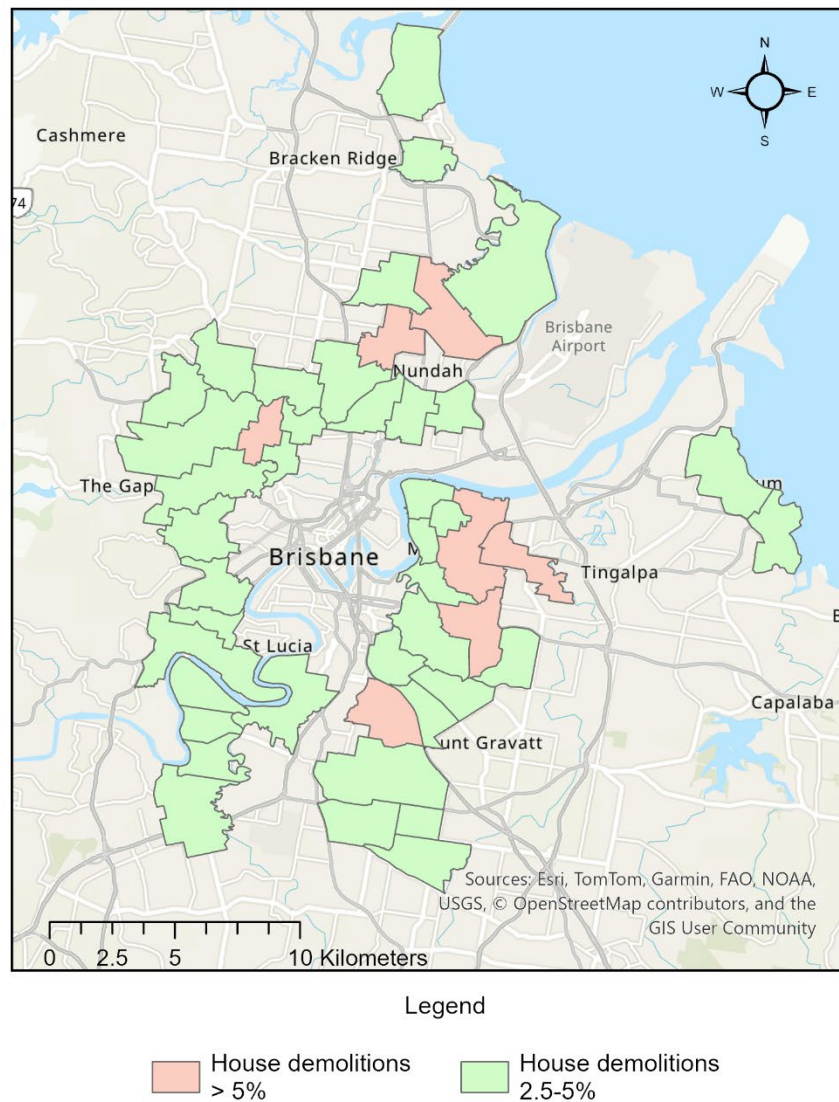 N
W
E
S
Cashmere
Bracken Ridge
74
Brisbane
Airport
Nundah
The Gap
um
M
Brisbane
Tingalpa
St Lucia
Capalaba
unt Gravatt
Sources: Esri, TomTom, Garmin, FAO, NOAA,
USGS, © OpenStreetMap contributors, and the
GIS User Community
0 2.5 5 10 Kilometers
Legend
House demolitions
> 5%
House demolitions
2.5-5%